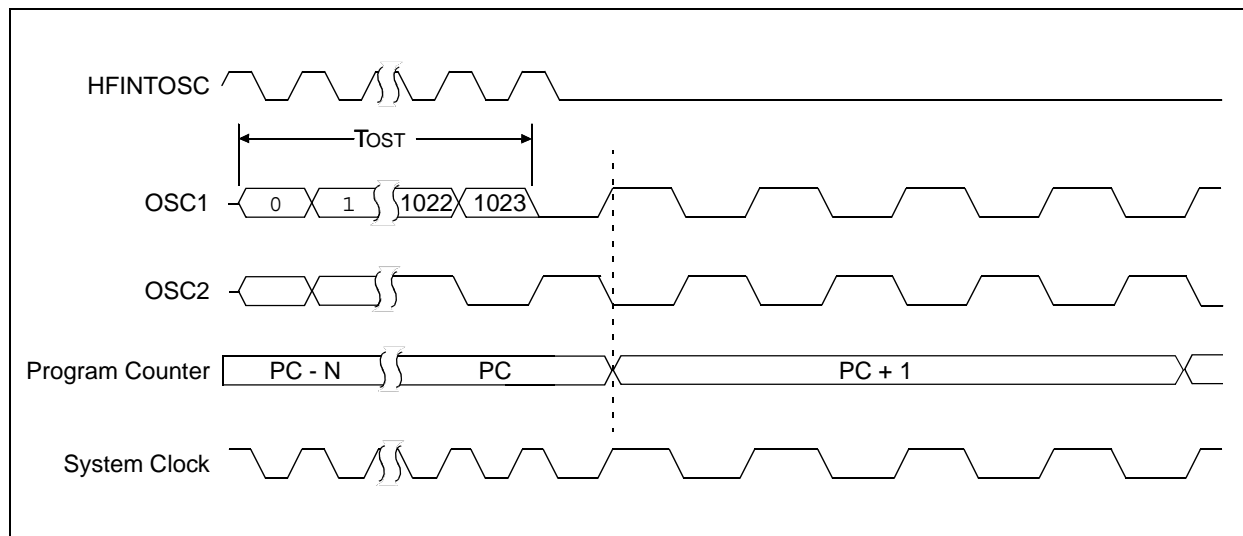 HFINTOSC
TOST
OSC1
0 1 1022 1023
OSC2
Program Counter
PC - N PC PC + 1
System Clock